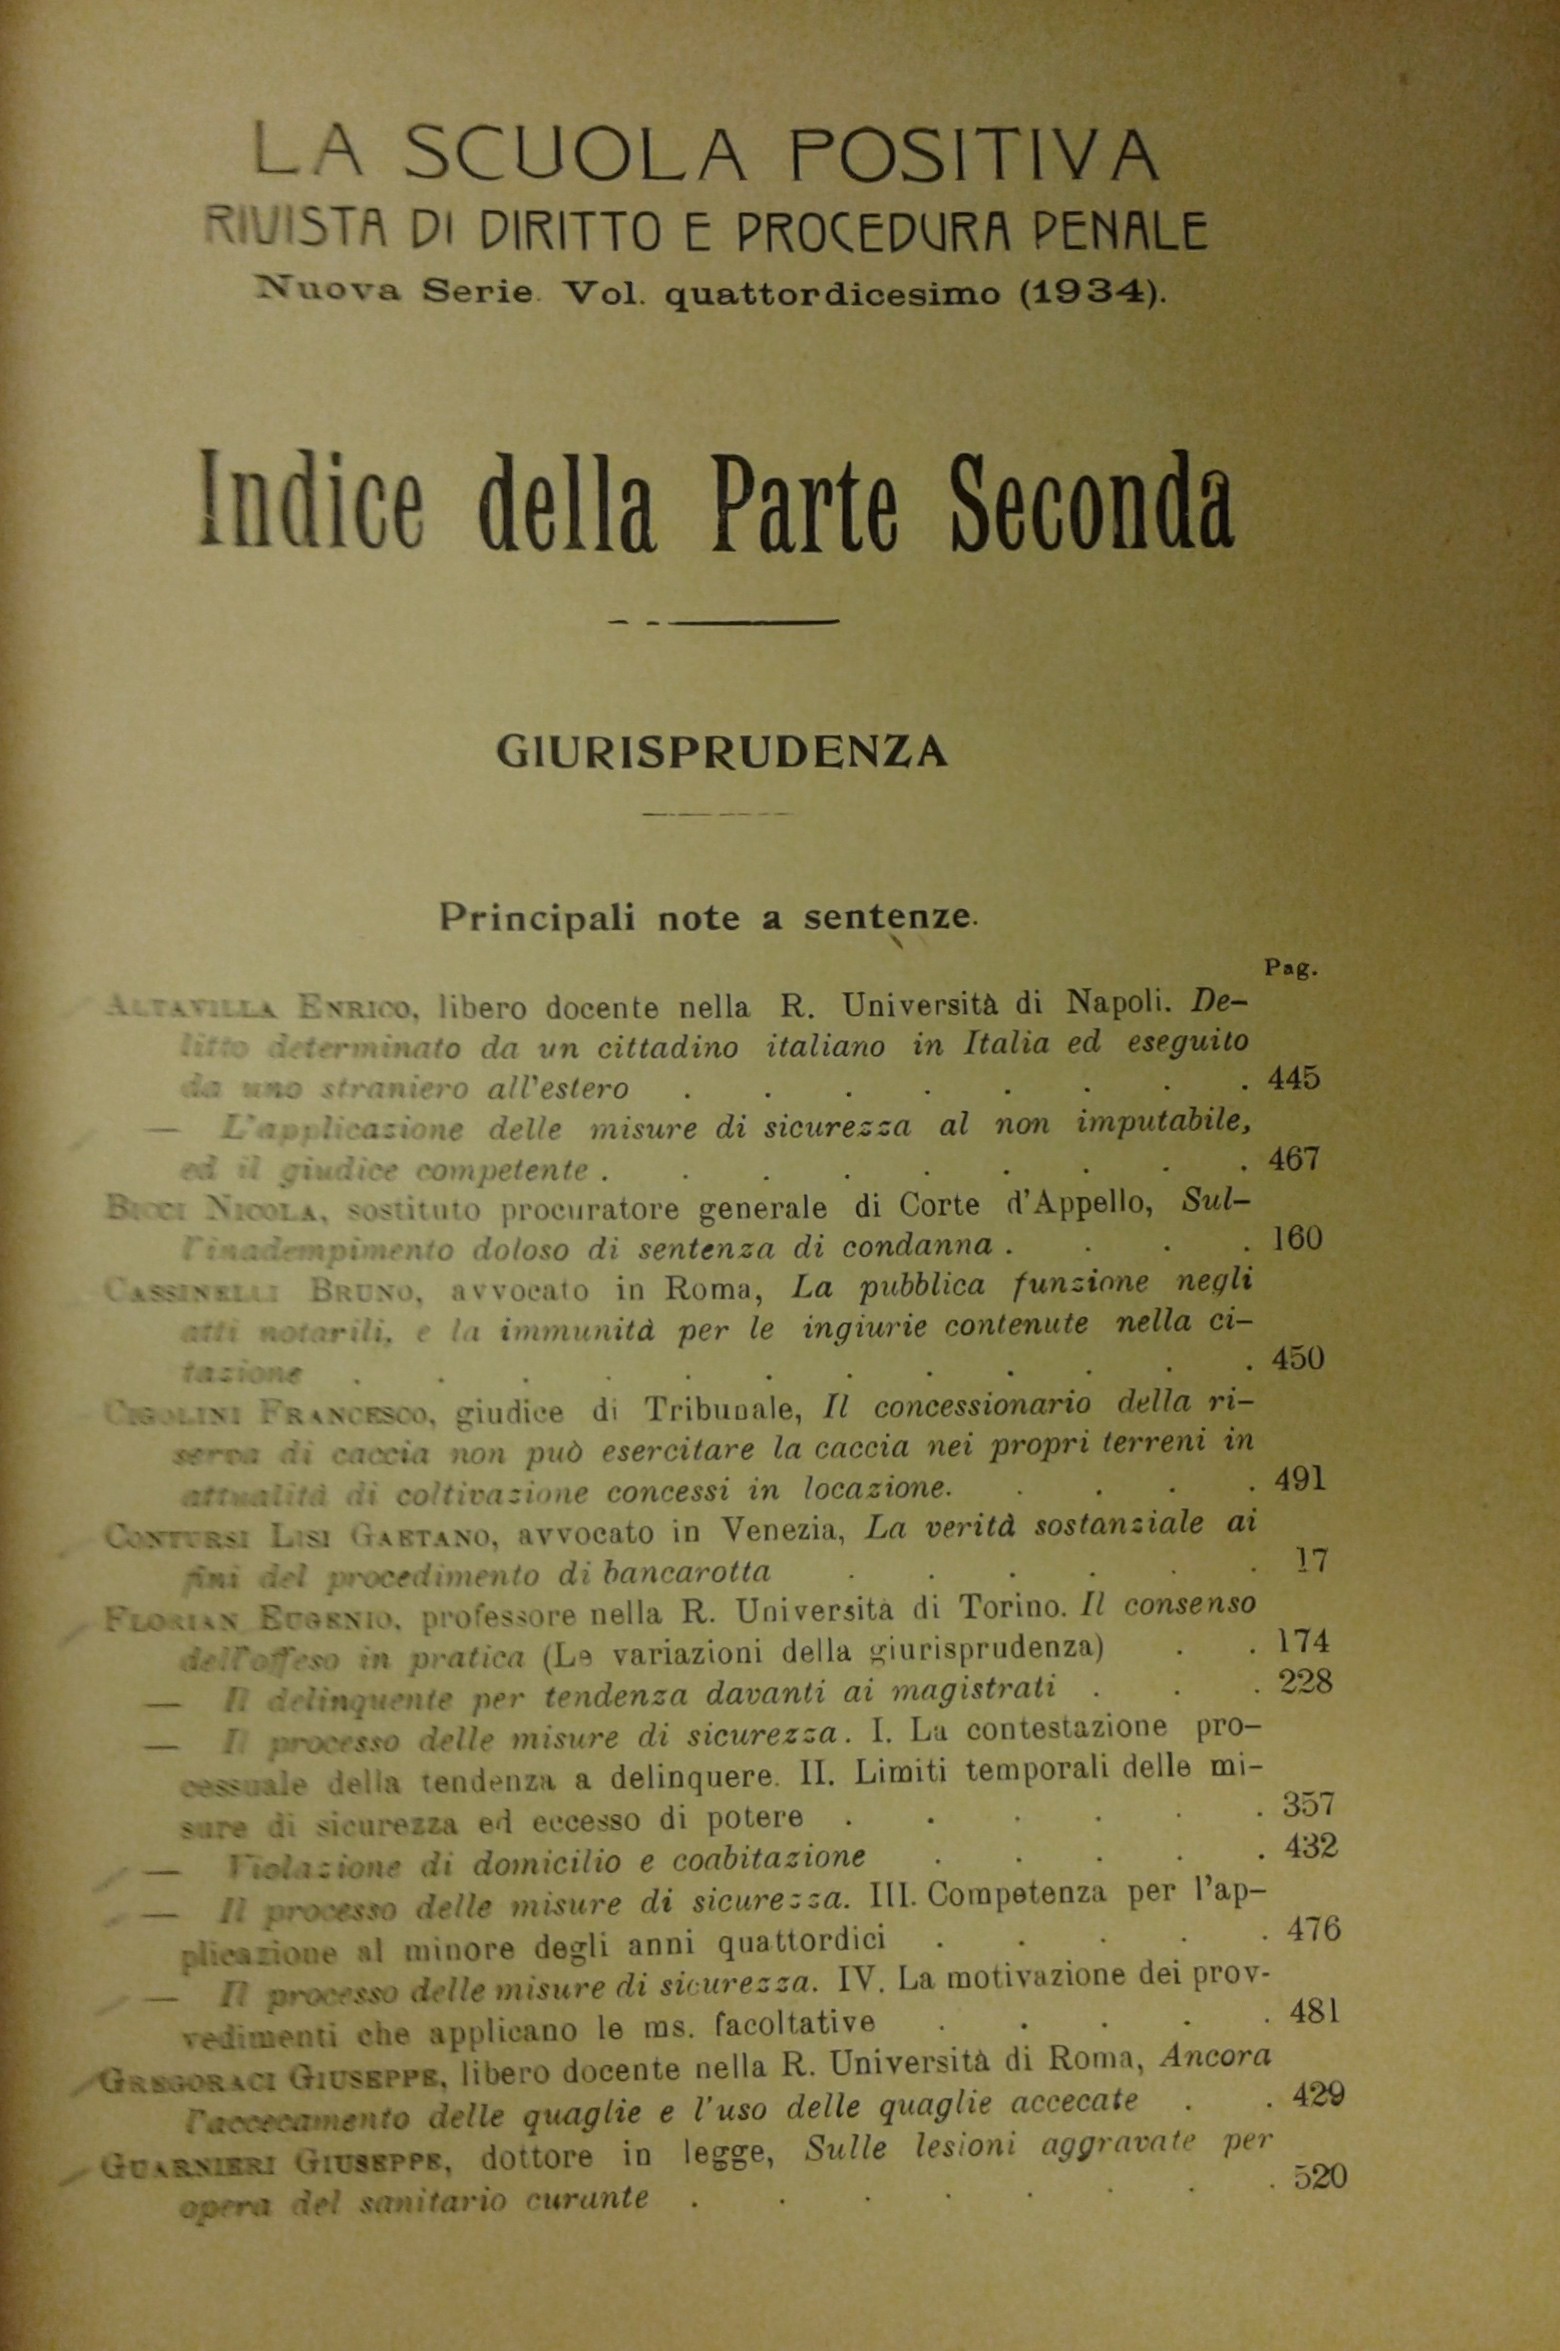 LA SCUOLA POSITIVA
RIVISTA DI DIRITTO E PROCEDURA PENALE
Nuova Serie. Vol. quattordicesimo (1934).
Indice della Parte Seconda
GIURISPRUDENZA
Principali note a sentenze.
Pag.
ALTAVILLA ENRICO, libero docente nella R. Università di Napoli. De-
litto determinato da un cittadino italiano in Italia ed eseguito
da uno straniero all'estero . . . . . . . . 445
— L'applicazione delle misure di sicurezza al non imputabile,
ed il giudice competente . . . . . . . . . 467
BUCCI NICOLA, sostituto procuratore generale di Corte d'Appello, Sul-
l'inadempimento doloso di sentenza di condanna . . . . 160
CASSINELLI BRUNO, avvocato in Roma, La pubblica funzione negli
atti notarili, e la immunità per le ingiurie contenute nella ci-
tazione . . . . . . . . . . . . 450
CIGOLINI FRANCESCO, giudice di Tribunale, Il concessionario della ri-
serva di caccia non può esercitare la caccia nei propri terreni in
attualità di coltivazione concessi in locazione. . . . . 491
CONTURSI LISI GAETANO, avvocato in Venezia, La verità sostanziale ai
fini del procedimento di bancarotta . . . . . . 17
FLORIAN EUGENIO, professore nella R. Università di Torino. Il consenso
dell'offeso in pratica (Le variazioni della giurisprudenza) . . 174
— Il delinquente per tendenza davanti ai magistrati . . . 228
— Il processo delle misure di sicurezza. I. La contestazione pro-
cessuale della tendenza a delinquere. II. Limiti temporali delle mi-
sure di sicurezza ed eccesso di potere . . . . . . 357
— Violazione di domicilio e coabitazione . . . . . 432
— Il processo delle misure di sicurezza. III. Competenza per l'ap-
plicazione al minore degli anni quattordici . . . . . 476
— Il processo delle misure di sicurezza. IV. La motivazione dei prov-
vedimenti che applicano le ms. facoltative . . . . . 481
GREGORACI GIUSEPPE, libero docente nella R. Università di Roma, Ancora
l'accecamento delle quaglie e l'uso delle quaglie accecate . . 429
GUARNIERI GIUSEPPE, dottore in legge, Sulle lesioni aggravate per
opera del sanitario curante . . . . . . . . 520